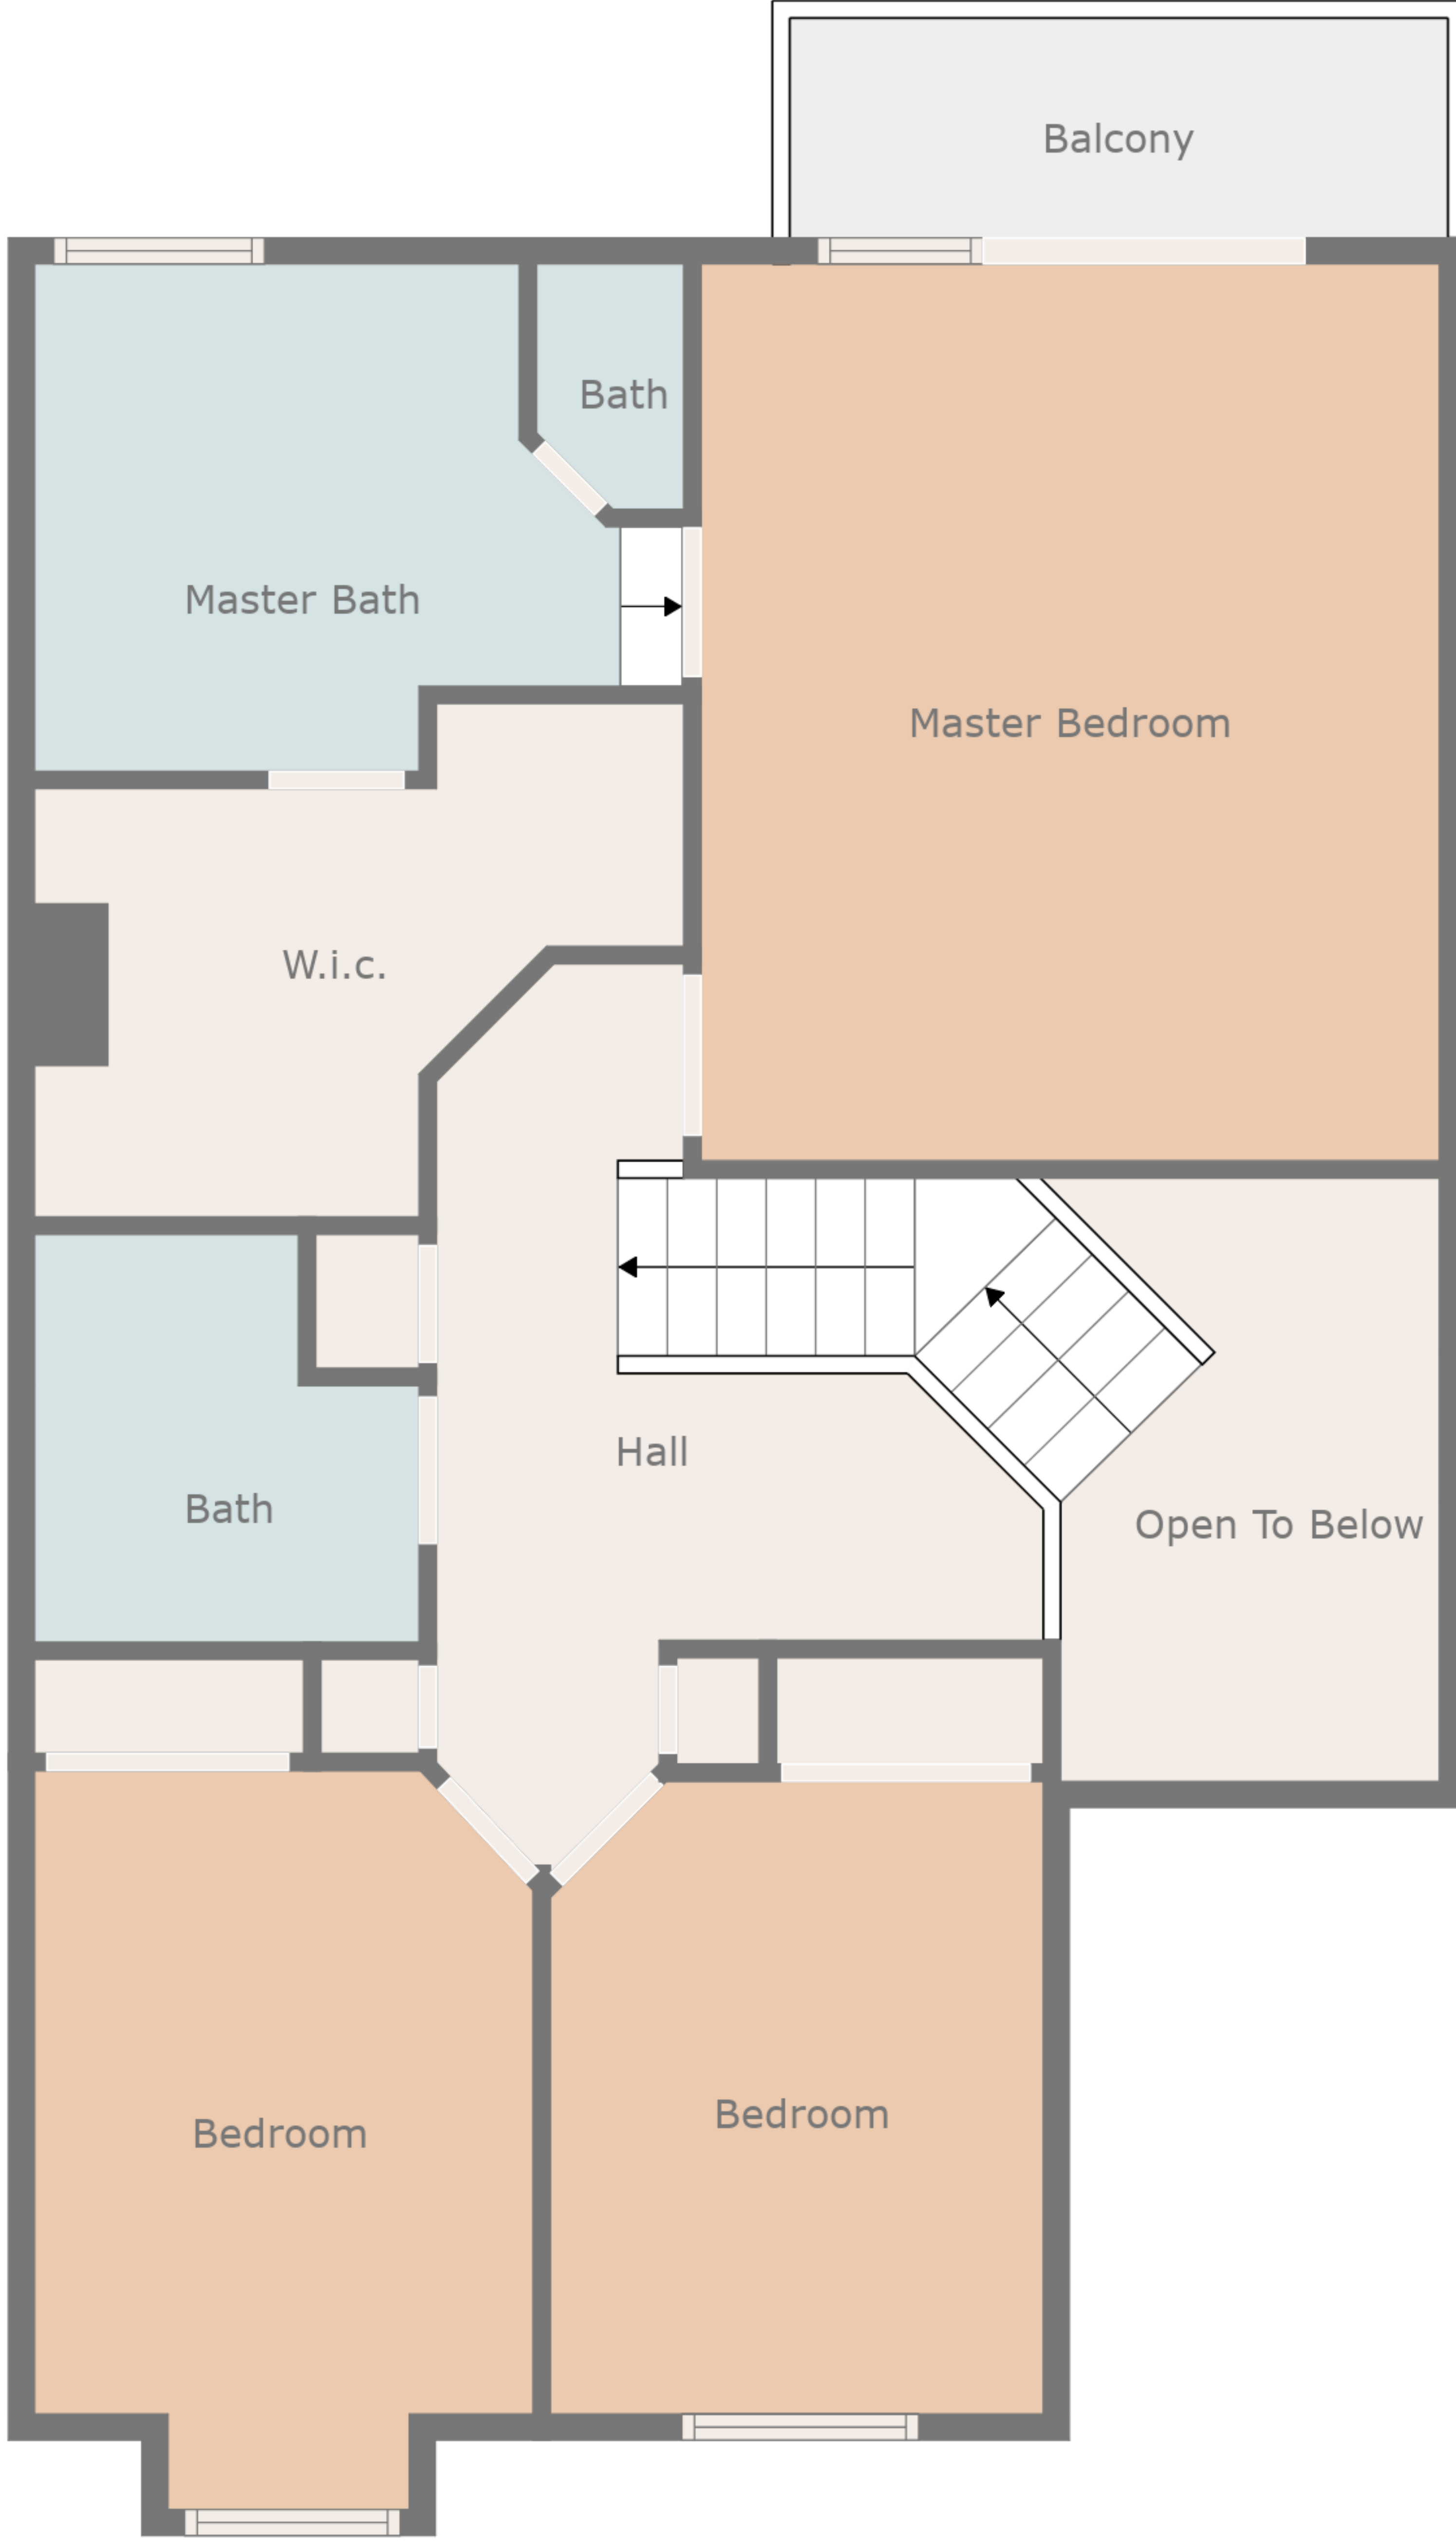 Balcony
Bath
Master Bath
Master Bedroom
W.i.c.
Hall
Bath
Open To Below
Bedroom
Bedroom